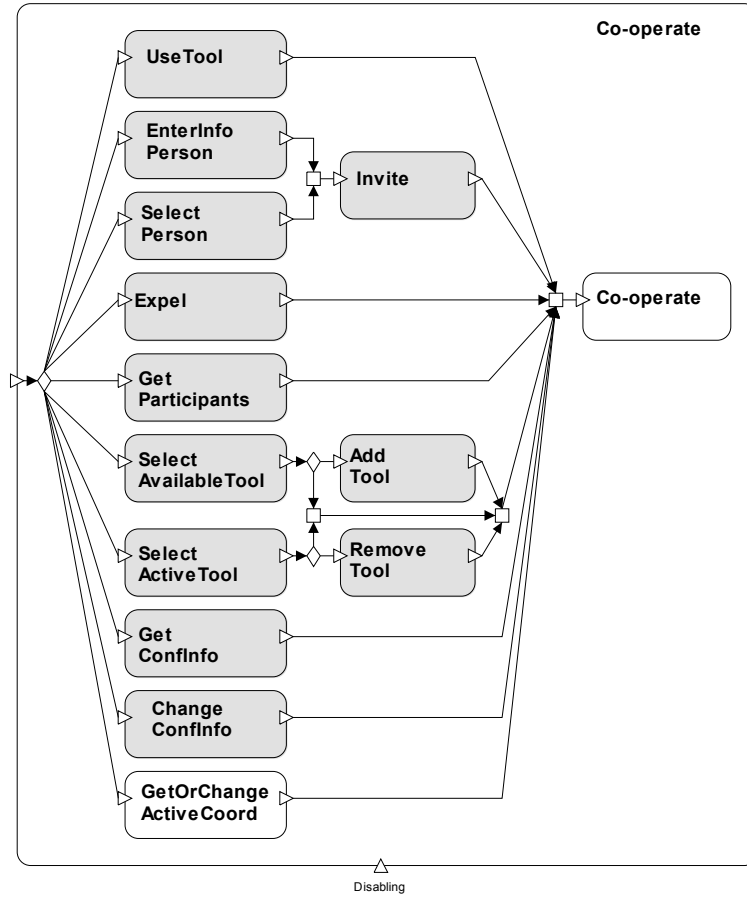 Co-operate
UseTool
EnterInfo
Person
Invite
Select
Person
Expel
Co-operate
Get
Participants
Select
AvailableTool
Add
Tool
Select
ActiveTool
Remove
Tool
Get
ConfInfo
Change
ConfInfo
GetOrChange
ActiveCoord
Disabling